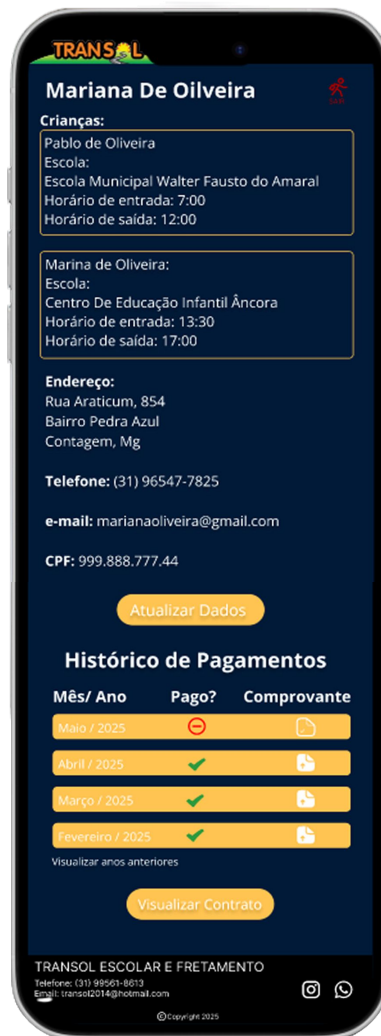 TRANSOL
Mariana De Oilveira
SAIR
Crianças:
Pablo de Oliveira
Escola:
Escola Municipal Walter Fausto do Amaral
Horário de entrada: 7:00
Horário de saída: 12:00
Marina de Oliveira:
Escola:
Centro De Educação Infantil Âncora
Horário de entrada: 13:30
Horário de saída: 17:00
Endereço:
Rua Araticum, 854
Bairro Pedra Azul
Contagem, Mg
Telefone: (31) 96547-7825
e-mail: marianaoliveira@gmail.com
CPF: 999.888.777.44
Atualizar Dados
Histórico de Pagamentos
Mês/ Ano Pago? Comprovante
Maio / 2025
Abril / 2025
Março / 2025
Fevereiro / 2025
Visualizar anos anteriores
Visualizar Contrato
TRANSOL ESCOLAR E FRETAMENTO
Telefone: (31) 99561-8613
Email: transol2014@hotmail.com
©Copyright 2025